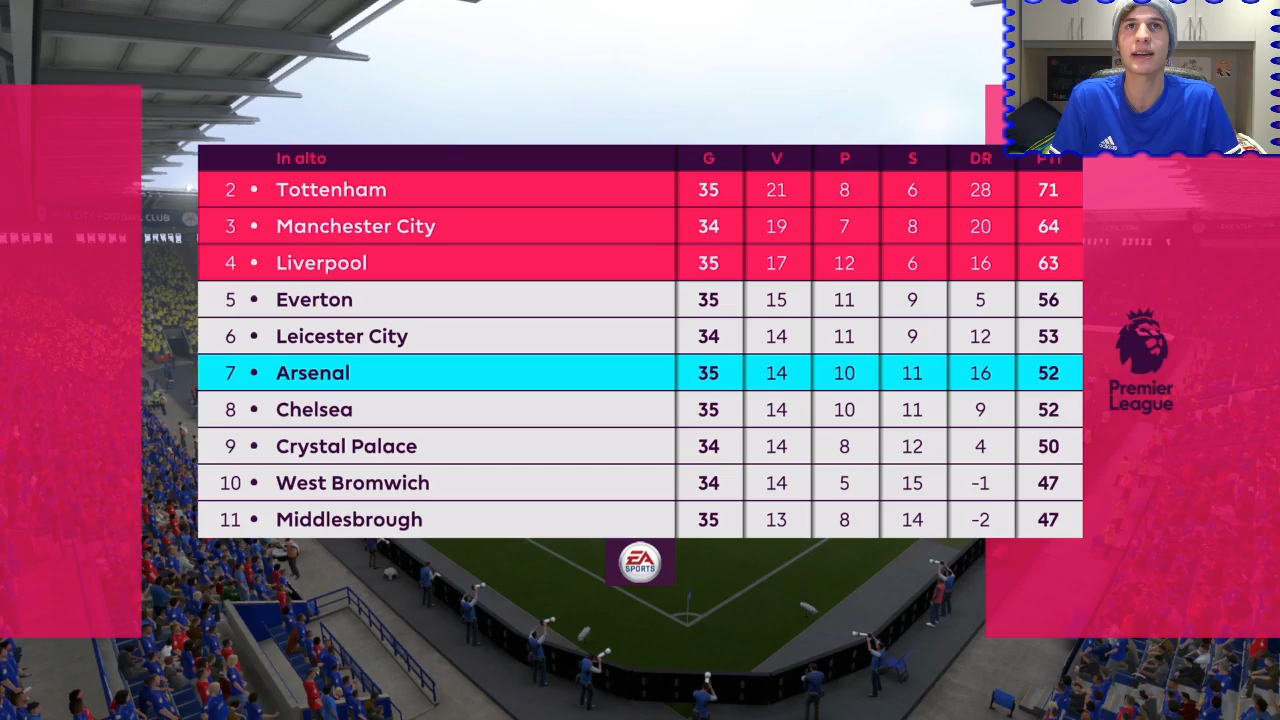 In alto G V P S DR PTI
2 • Tottenham 35 21 8 6 28 71
3 • Manchester City 34 19 7 8 20 64
4 • Liverpool 35 17 12 6 16 63
5 • Everton 35 15 11 9 5 56
6 • Leicester City 34 14 11 9 12 53
7 • Arsenal 35 14 10 11 16 52
8 • Chelsea 35 14 10 11 9 52
9 • Crystal Palace 34 14 8 12 4 50
10 • West Bromwich 34 14 5 15 -1 47
11 • Middlesbrough 35 13 8 14 -2 47
Premier
League
EA
SPORTS
adidas